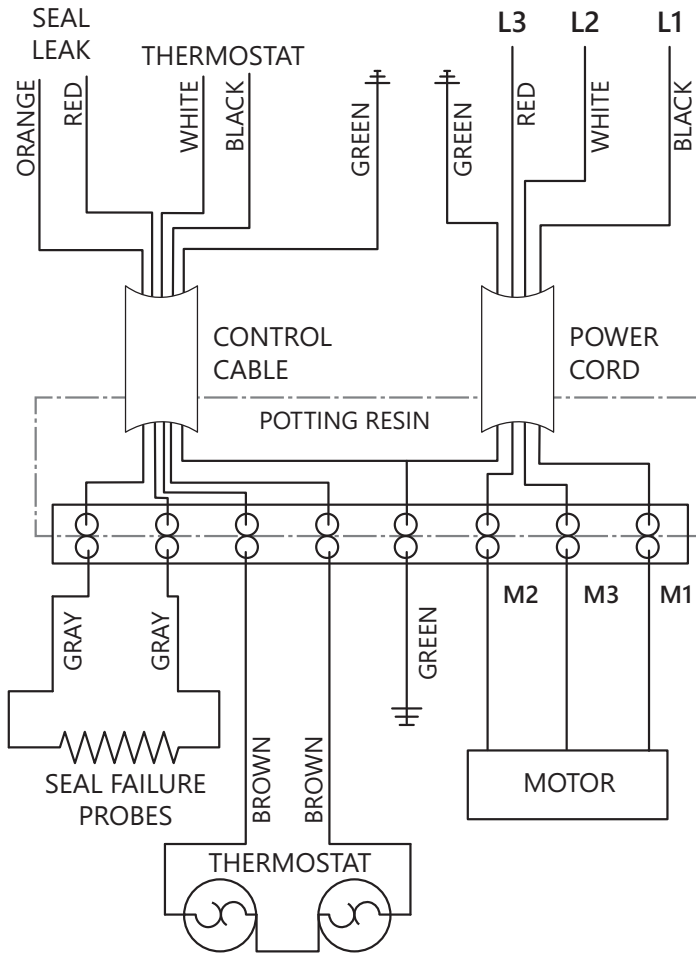 SEAL
LEAK
THERMOSTAT
L3
L2
L1
ORANGE
RED
WHITE
BLACK
GREEN
GREEN
RED
WHITE
BLACK
CONTROL
CABLE
POWER
CORD
POTTING RESIN
M2
M3
M1
GRAY
GRAY
GREEN
BROWN
BROWN
SEAL FAILURE
PROBES
MOTOR
THERMOSTAT